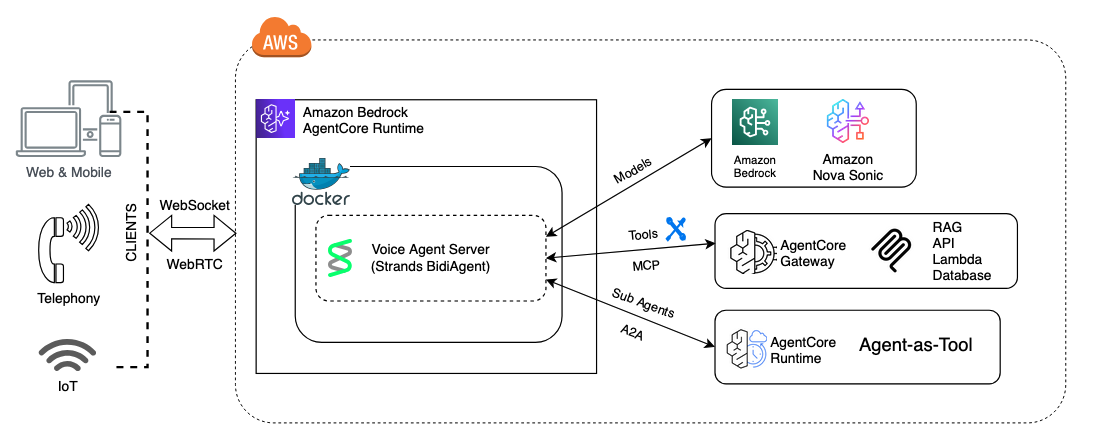 AWS
Web & Mobile
Telephony
IoT
CLIENTS
WebSocket
WebRTC
Amazon Bedrock
AgentCore Runtime
docker
Voice Agent Server
(Strands BidiAgent)
Models
Tools
MCP
Sub Agents
A2A
Amazon
Bedrock
Amazon
Nova Sonic
AgentCore
Gateway
RAG
API
Lambda
Database
AgentCore
Runtime
Agent-as-Tool